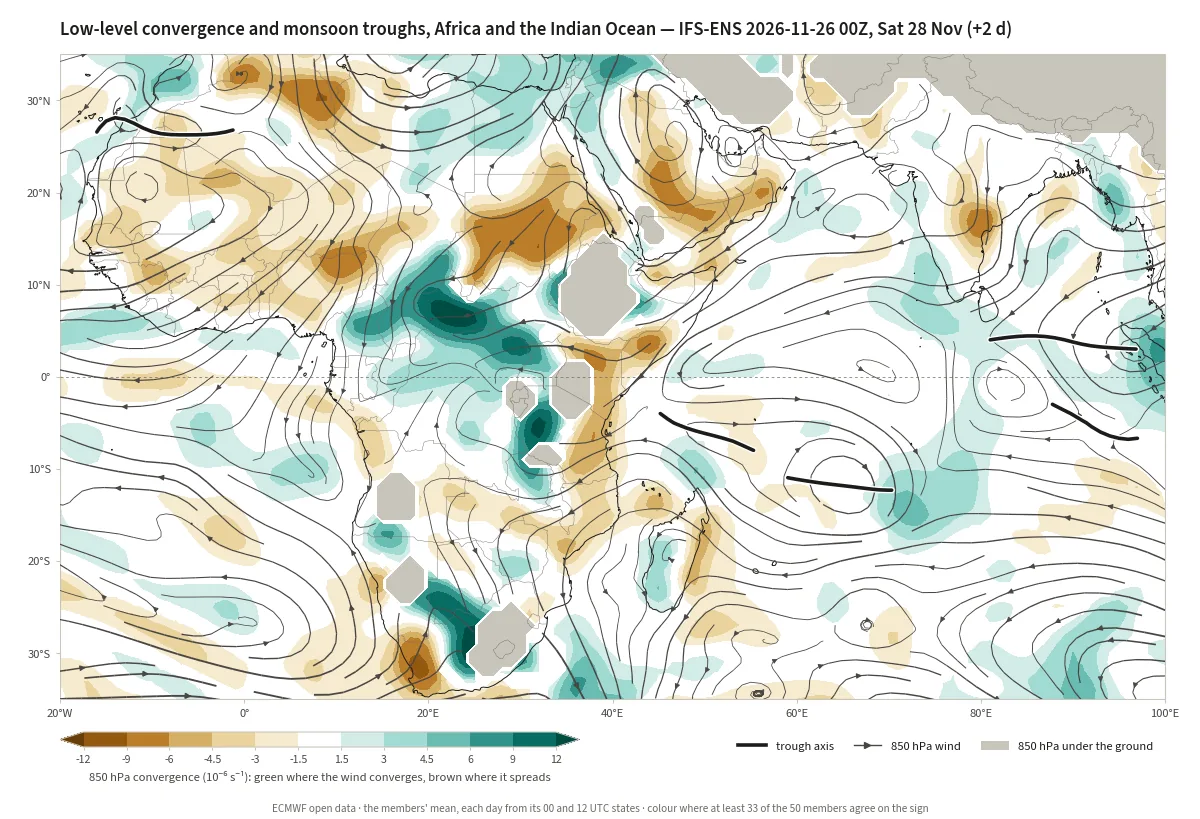 Low-level convergence and monsoon troughs, Africa and the Indian Ocean — IFS-ENS 2026-11-26 00Z, Sat 28 Nov (+2 d)
30°N
20°N
10°N
0°
10°S
20°S
30°S
20°W 0° 20°E 40°E 60°E 80°E 100°E
-12 -9 -6 -4.5 -3 -1.5 1.5 3 4.5 6 9 12
850 hPa convergence (10⁻⁶ s⁻¹): green where the wind converges, brown where it spreads
trough axis 850 hPa wind 850 hPa under the ground
ECMWF open data · the members' mean, each day from its 00 and 12 UTC states · colour where at least 33 of the 50 members agree on the sign